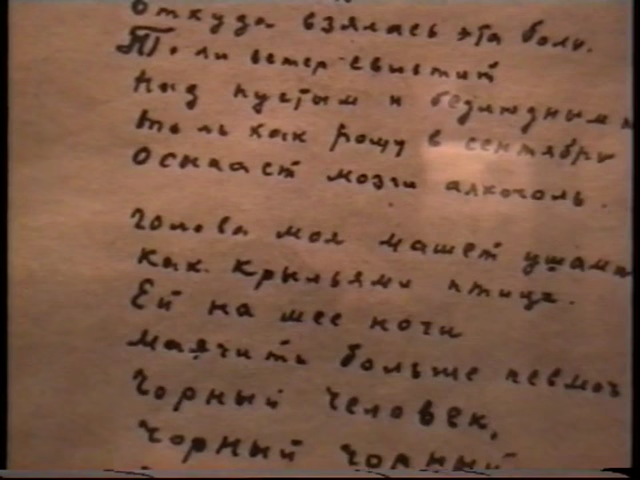 Откуда взялась эта боль.
То ли ветер свистит
Над пустым и безлюдным
То ль как рощу в сентябрь
Осыпает мозги алкоголь.
Голова моя машет ушами
Как крыльями птица.
Ей на шее ночи
Маячить больше невмочь
Чорный человек,
Чорный чорный